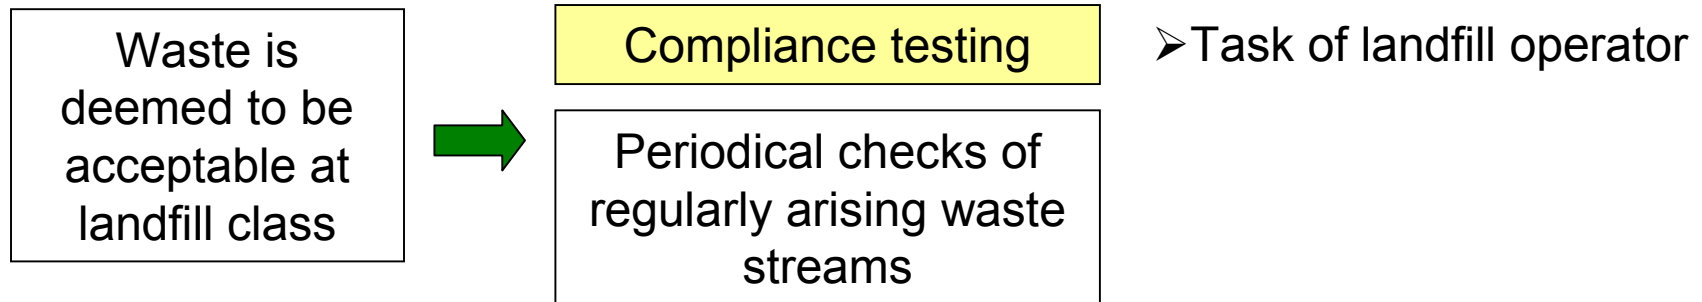 Waste is
deemed to be
acceptable at
landfill class
Compliance testing
Periodical checks of
regularly arising waste
streams
➢Task of landfill operator